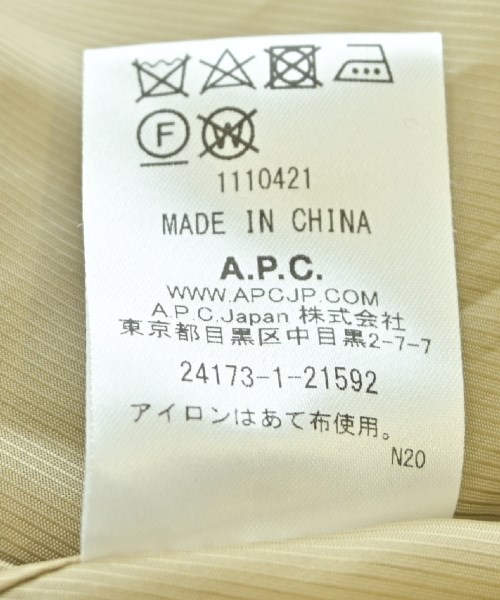 F W
1110421
MADE IN CHINA
A.P.C.
WWW.APCJP.COM
A.P.C.Japan 株式会社
東京都目黒区中目黒2-7-7
24173-1-21592
アイロンはあて布使用。
N20